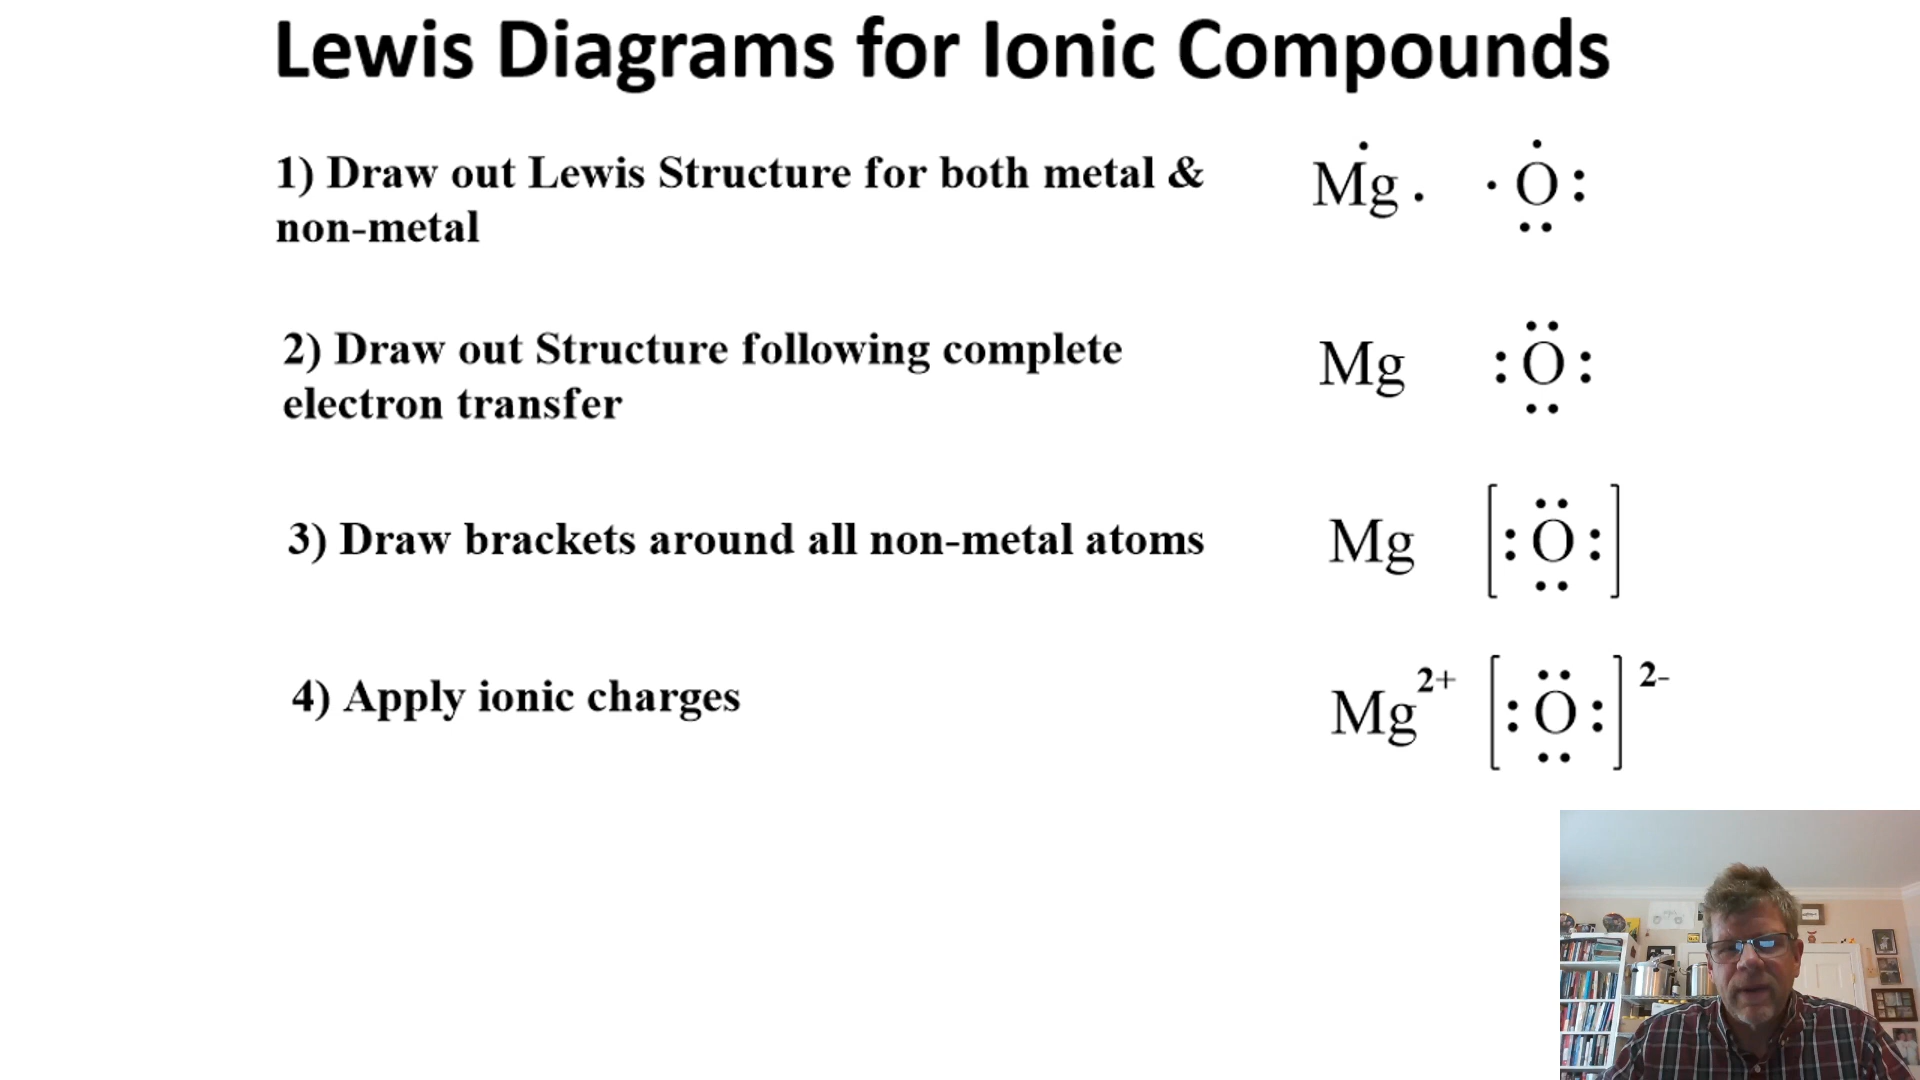 Lewis Diagrams for Ionic Compounds
1) Draw out Lewis Structure for both metal &
non-metal
Mg O
2) Draw out Structure following complete
electron transfer
Mg O
3) Draw brackets around all non-metal atoms
Mg [O]
4) Apply ionic charges
Mg 2+ [O] 2-